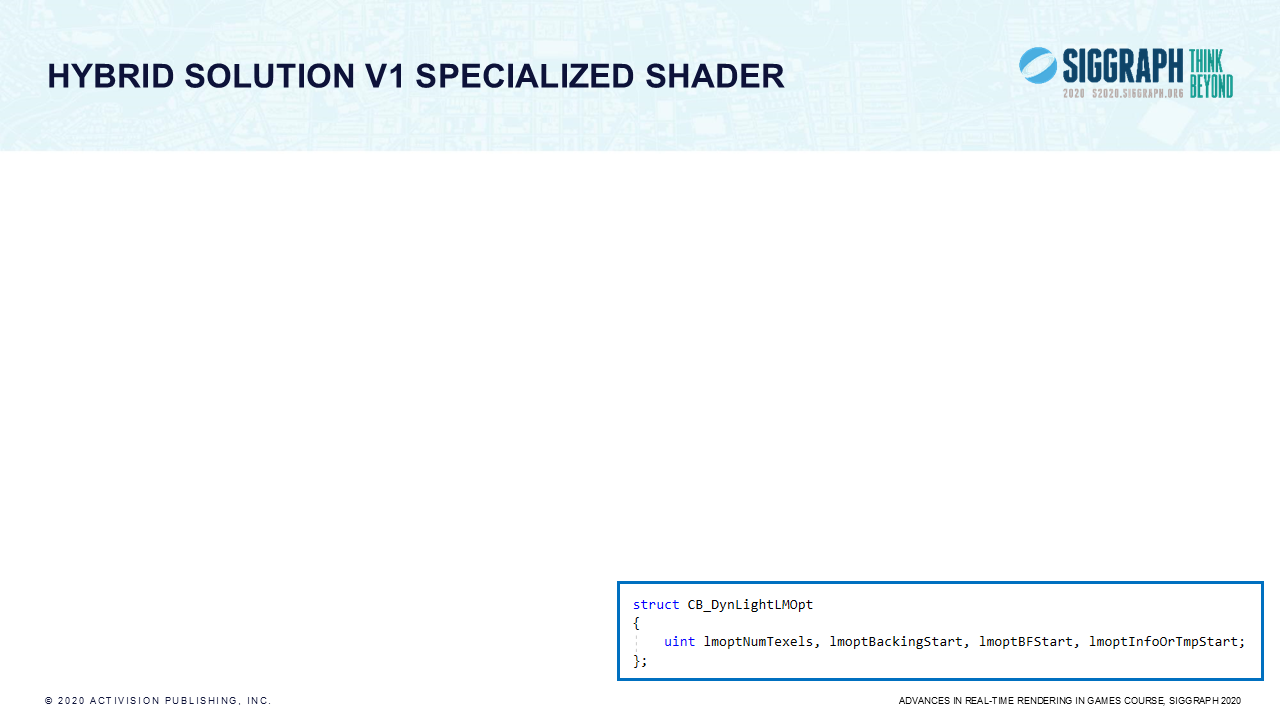 HYBRID SOLUTION V1 SPECIALIZED SHADER
SIGGRAPH THINK BEYOND
2020 S2020.SIGGRAPH.ORG
struct CB_DynLightLMOpt
{
    uint lmoptNumTexels, lmoptBackingStart, lmoptBFStart, lmoptInfoOrTmpStart;
};
© 2020 ACTIVISION PUBLISHING, INC.
ADVANCES IN REAL-TIME RENDERING IN GAMES COURSE, SIGGRAPH 2020